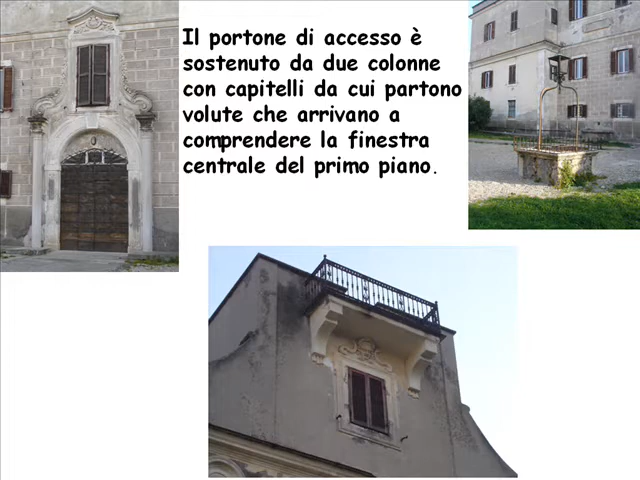 Il portone di accesso è
sostenuto da due colonne
con capitelli da cui partono
volute che arrivano a
comprendere la finestra
centrale del primo piano.